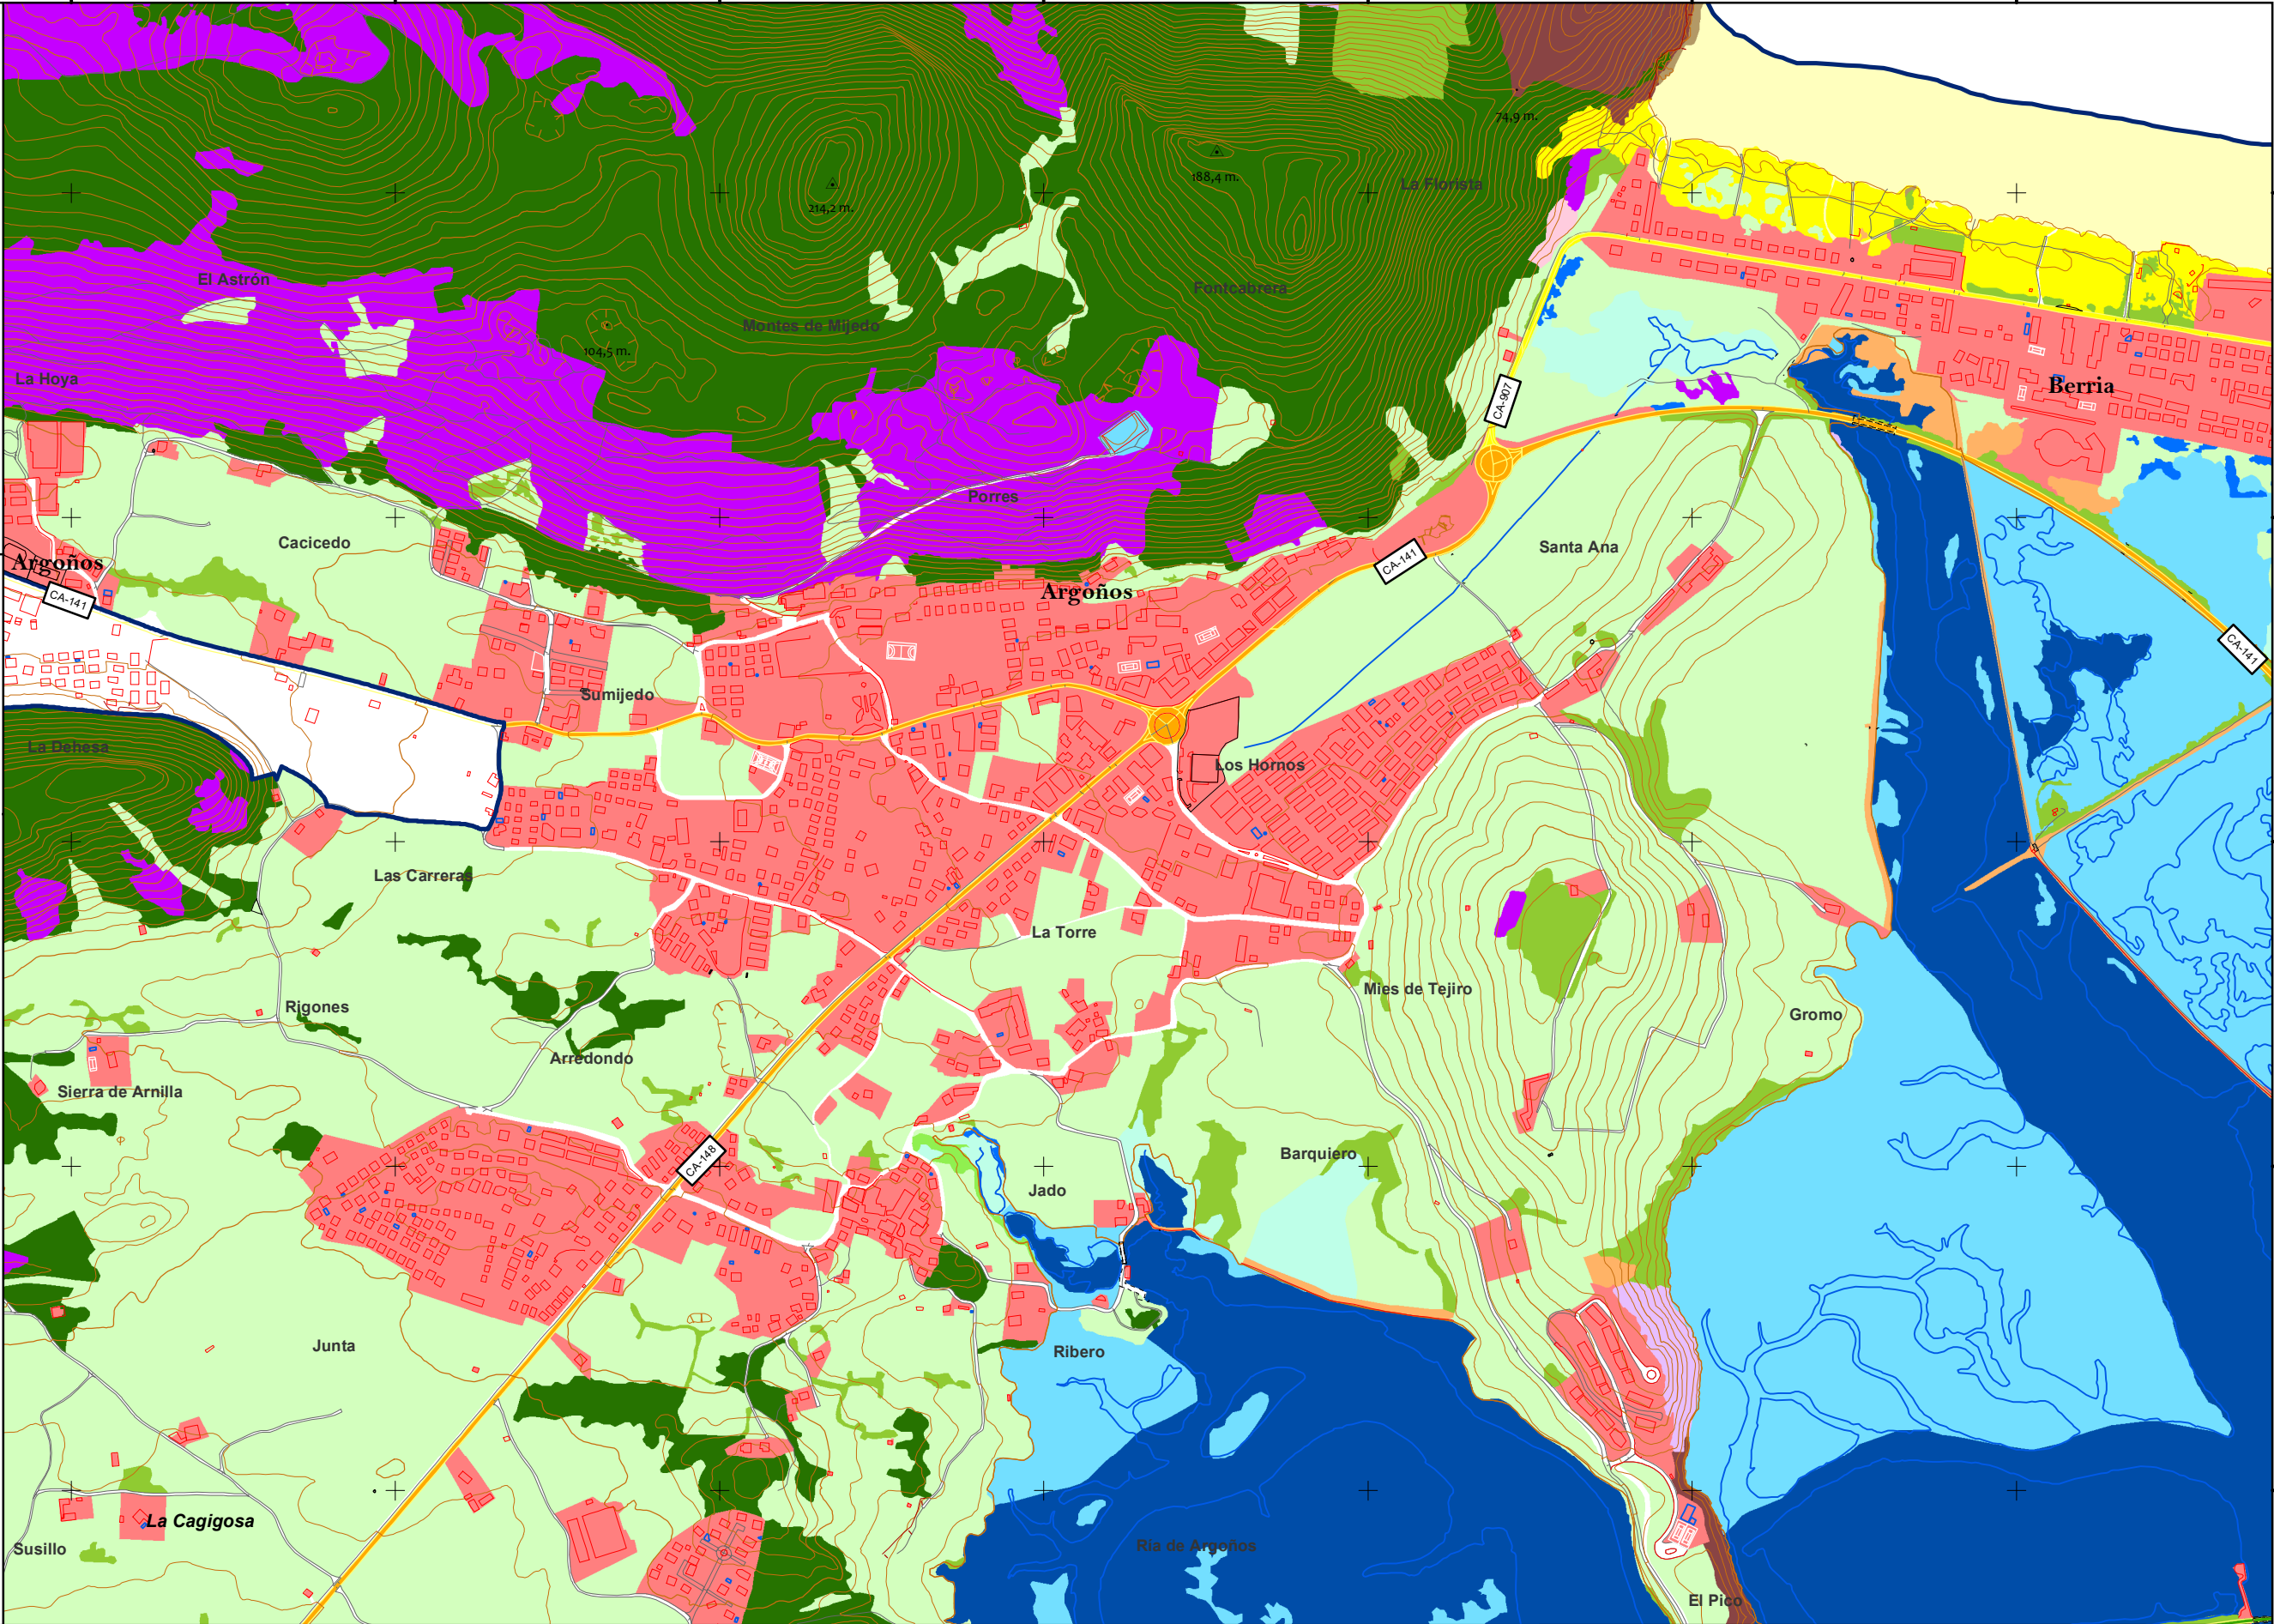 74,9 m.
188,4 m.
La Florista
214,2 m.
El Astrón
Fontcabrera
Montes de Mijedo
104,5 m.
La Hoya
CA-907
Berria
Porres
Cacicedo
Santa Ana
Argoños
CA-141
Argoños
CA-141
CA-141
Sumijedo
La Dehesa
Los Hornos
Las Carreras
La Torre
Mies de Tejiro
Rigones
Gromo
Arredondo
Sierra de Arnilla
CA-148
Barquiero
Jado
Junta
Ribero
La Cagigosa
Susillo
Ría de Argoños
El Pico